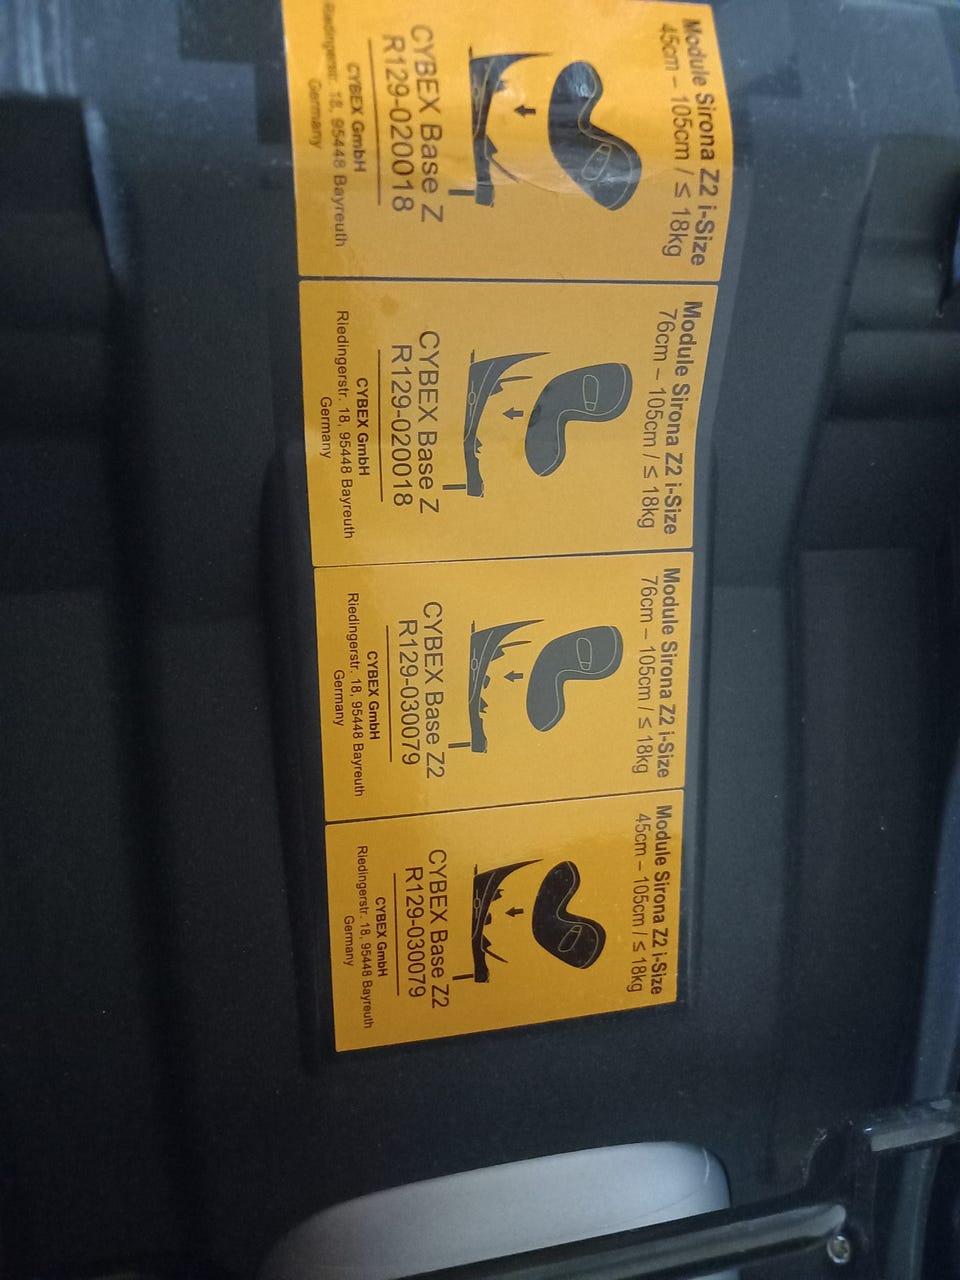 Module Sirona Z2 i-Size
45cm – 105cm / ≤ 18kg
CYBEX Base Z
R129-020018
CYBEX GmbH
Riedingerstr. 18, 95448 Bayreuth
Germany
Module Sirona Z2 i-Size
76cm – 105cm / ≤ 18kg
CYBEX Base Z
R129-020018
CYBEX GmbH
Riedingerstr. 18, 95448 Bayreuth
Germany
Module Sirona Z2 i-Size
76cm – 105cm / ≤ 18kg
CYBEX Base Z2
R129-030079
CYBEX GmbH
Riedingerstr. 18, 95448 Bayreuth
Germany
Module Sirona Z2 i-Size
45cm – 105cm / ≤ 18kg
CYBEX Base Z2
R129-030079
CYBEX GmbH
Riedingerstr. 18, 95448 Bayreuth
Germany